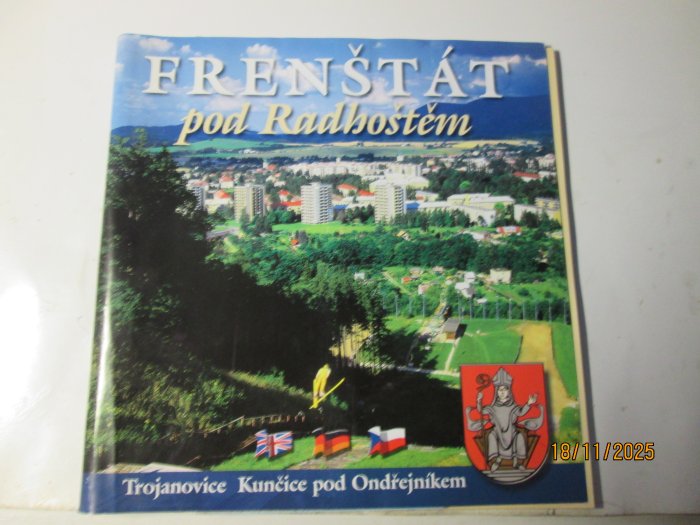 FRENŠTÁT
pod Radhoštěm
Trojanovice Kunčice pod Ondřejníkem
18/11/2025